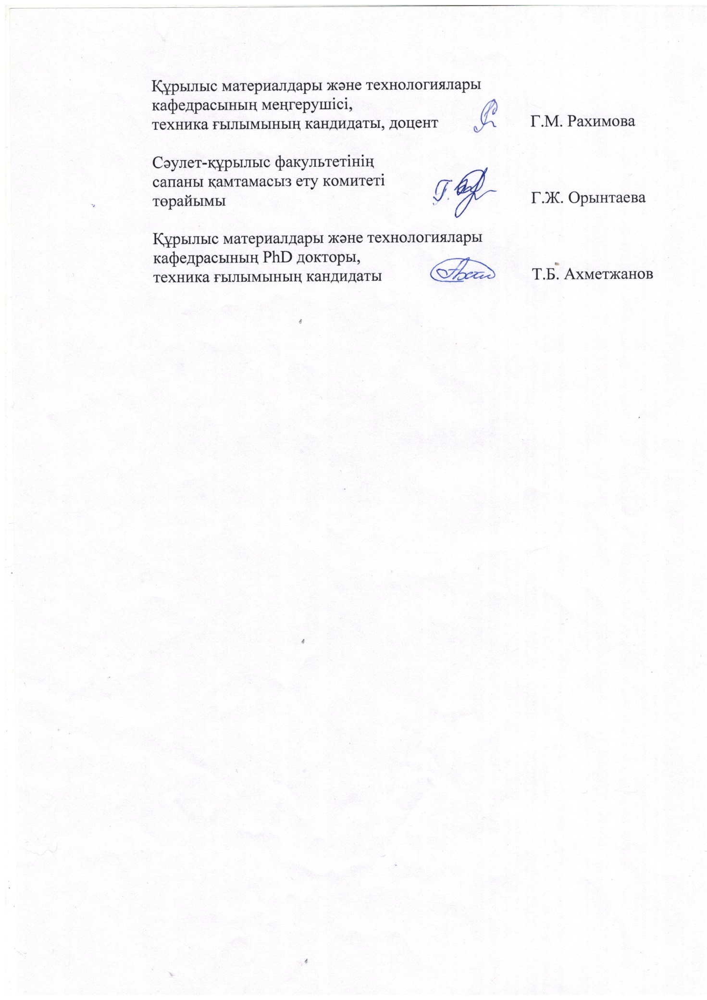 Құрылыс материалдары және технологиялары
кафедрасының меңгерушісі,
техника ғылымының кандидаты, доцент Г.М. Рахимова
Сәулет-құрылыс факультетінің
сапаны қамтамасыз ету комитеті
төрайымы Г.Ж. Орынтаева
Құрылыс материалдары және технологиялары
кафедрасының PhD докторы,
техника ғылымының кандидаты Т.Б. Ахметжанов